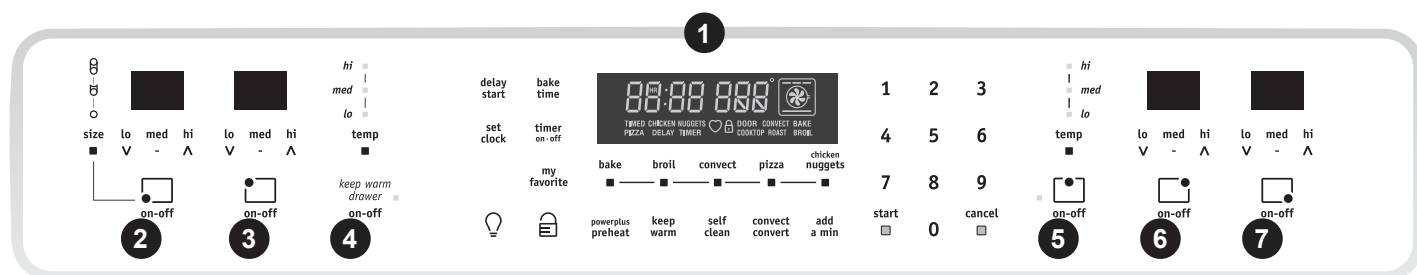 1
hi
med
lo
size
lo med hi
lo med hi
temp
keep warm
drawer
on-off
on-off
on-off
2
3
4
delay
start
bake
time
set
clock
timer
on-off
my
favorite
88:88 888°
HR
TIMED CHICKEN NUGGETS DOOR CONVECT BAKE
PIZZA DELAY TIMER COOKTOP ROAST BROIL
bake broil convect pizza chicken
nuggets
powerplus
preheat
keep
warm
self
clean
convect
convert
add
a min
1 2 3
4 5 6
7 8 9
start 0 cancel
hi
med
lo
temp
lo med hi
lo med hi
on-off
on-off
on-off
5
6
7